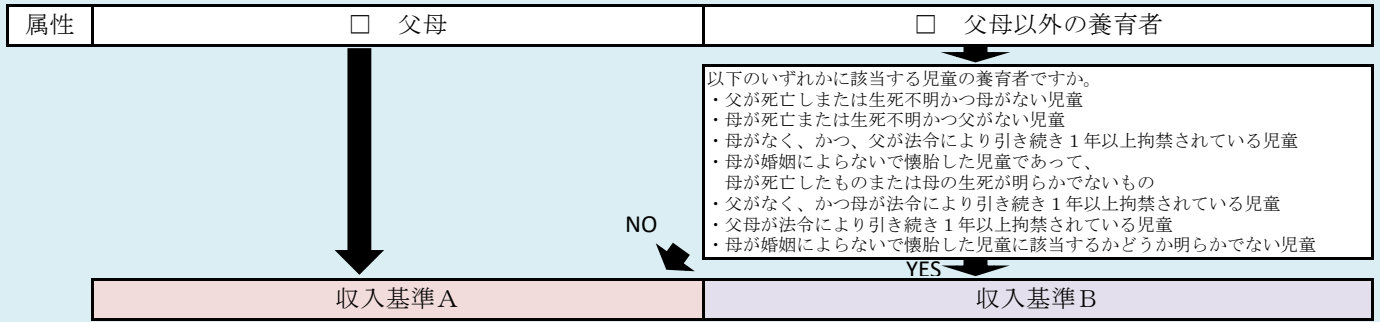 属性
□ 父母
□ 父母以外の養育者
以下のいずれかに該当する児童の養育者ですか。
・父が死亡しまたは生死不明かつ母がない児童
・母が死亡または生死不明かつ父がない児童
・母がなく、かつ、父が法令により引き続き１年以上拘禁されている児童
・母が婚姻によらないで懐胎した児童であって、
母が死亡したものまたは母の生死が明らかでないもの
・父がなく、かつ母が法令により引き続き１年以上拘禁されている児童
・父母が法令により引き続き１年以上拘禁されている児童
・母が婚姻によらないで懐胎した児童に該当するかどうか明らかでない児童
NO
YES
収入基準Ａ
収入基準Ｂ